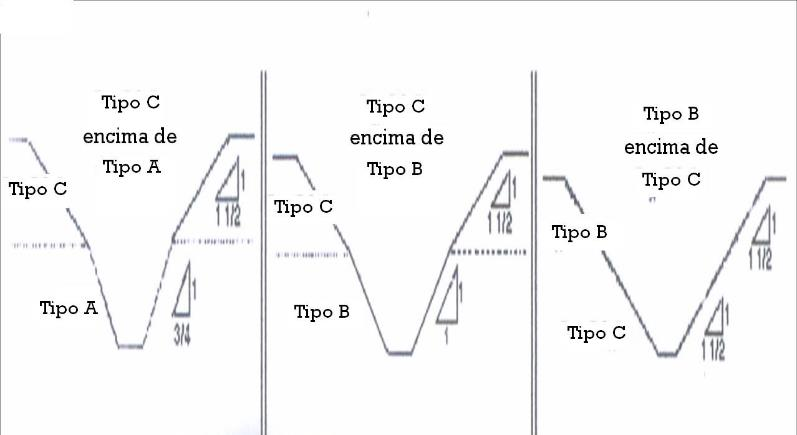 Tipo C
encima de
Tipo A
Tipo C
1
1 1/2
Tipo A
1
3/4
Tipo C
encima de
Tipo B
Tipo C
1
1 1/2
Tipo B
1
1
Tipo B
encima de
Tipo C
Tipo B
1
1 1/2
Tipo C
1
1 1/2